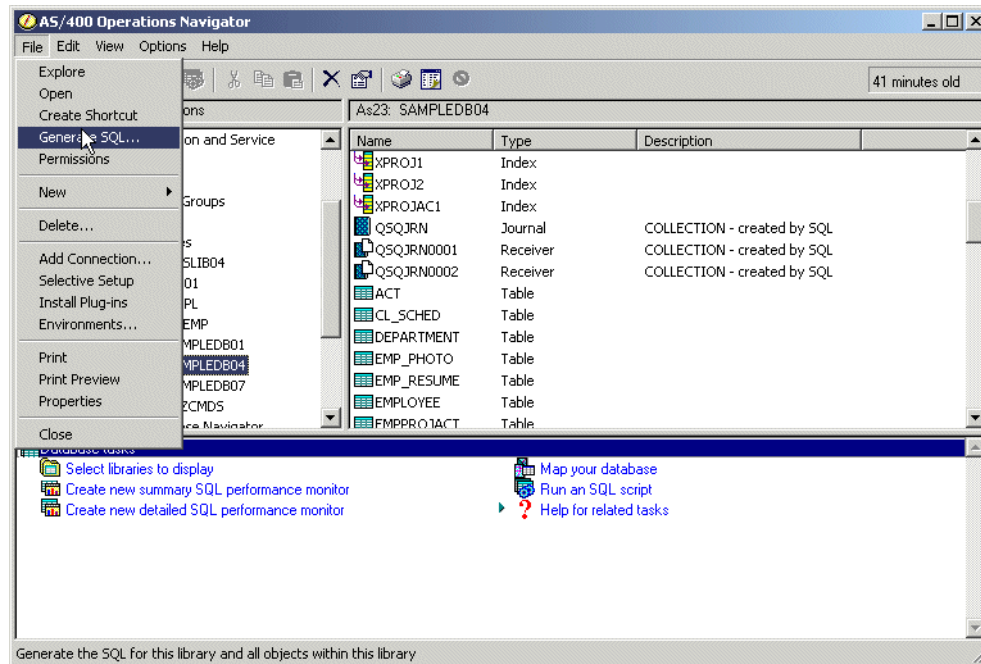 AS/400 Operations Navigator
File Edit View Options Help
41 minutes old
Explore
Open
Create Shortcut
Generate SQL...
Permissions
New
Delete...
Add Connection...
Selective Setup
Install Plug-ins
Environments...
Print
Print Preview
Properties
Close
ons
on and Service
Groups
es
SLIB04
01
PL
EMP
MPLEDB01
MPLEDB04
MPLEDB07
ZCMDS
se Navigator
As23: SAMPLEDB04
Name Type Description
XPROJ1 Index
XPROJ2 Index
XPROJAC1 Index
QSQJRN Journal COLLECTION - created by SQL
QSQJRN0001 Receiver COLLECTION - created by SQL
QSQJRN0002 Receiver COLLECTION - created by SQL
ACT Table
CL_SCHED Table
DEPARTMENT Table
EMP_PHOTO Table
EMP_RESUME Table
EMPLOYEE Table
EMPPROJACT Table
Database tasks
Select libraries to display
Create new summary SQL performance monitor
Create new detailed SQL performance monitor
Map your database
Run an SQL script
? Help for related tasks
Generate the SQL for this library and all objects within this library